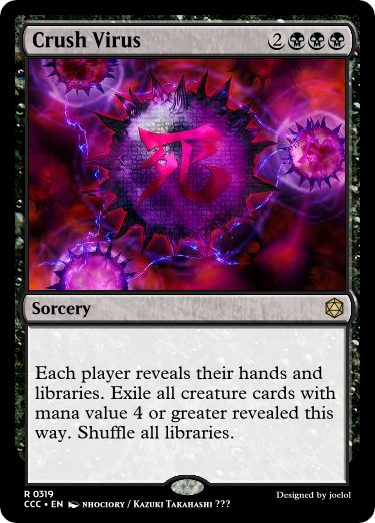 Crush Virus 2
死
Sorcery
Each player reveals their hands and
libraries. Exile all creature cards with
mana value 4 or greater revealed this
way. Shuffle all libraries.
R 0319
CCC • EN nhociory / Kazuki Takahashi ???
Designed by joelol